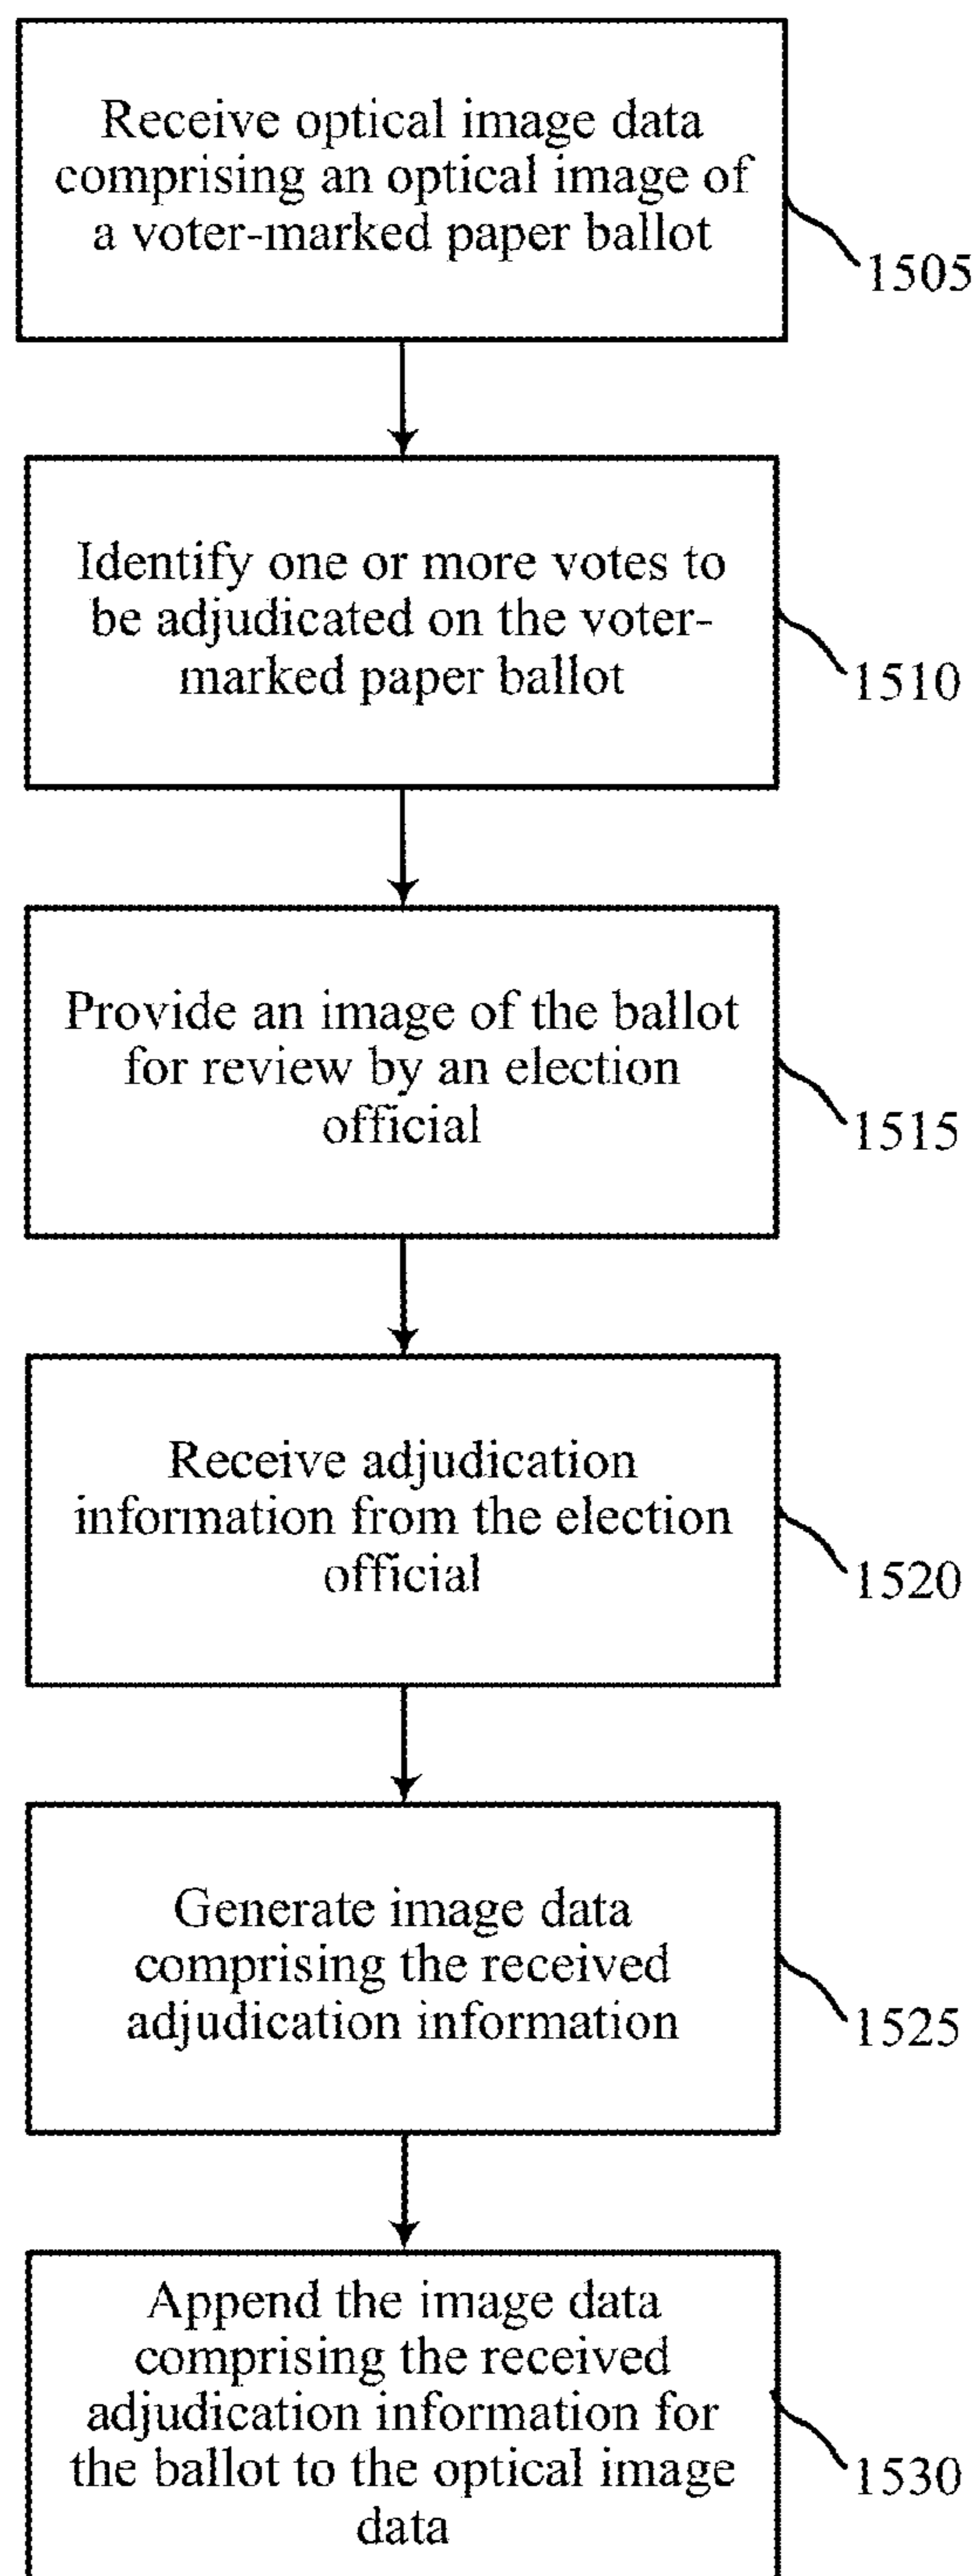 Receive optical image data
comprising an optical image of
a voter-marked paper ballot
1505
Identify one or more votes to
be adjudicated on the voter-
marked paper ballot
1510
Provide an image of the ballot
for review by an election
official
1515
Receive adjudication
information from the election
official
1520
Generate image data
comprising the received
adjudication information
1525
Append the image data
comprising the received
adjudication information for
the ballot to the optical image
data
1530